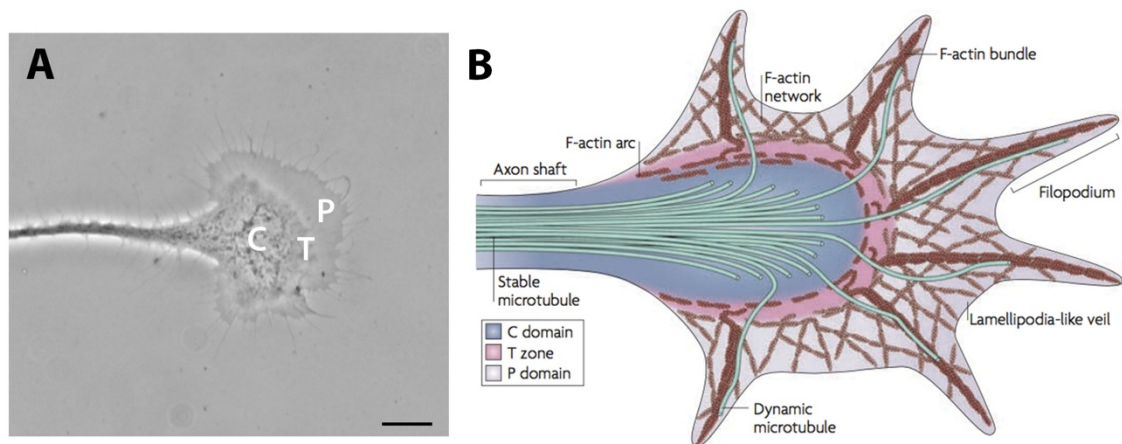 A
C
T
P
B
F-actin bundle
F-actin
network
F-actin arc
Axon shaft
Filopodium
Stable
microtubule
Lamellipodia-like veil
C domain
T zone
P domain
Dynamic
microtubule